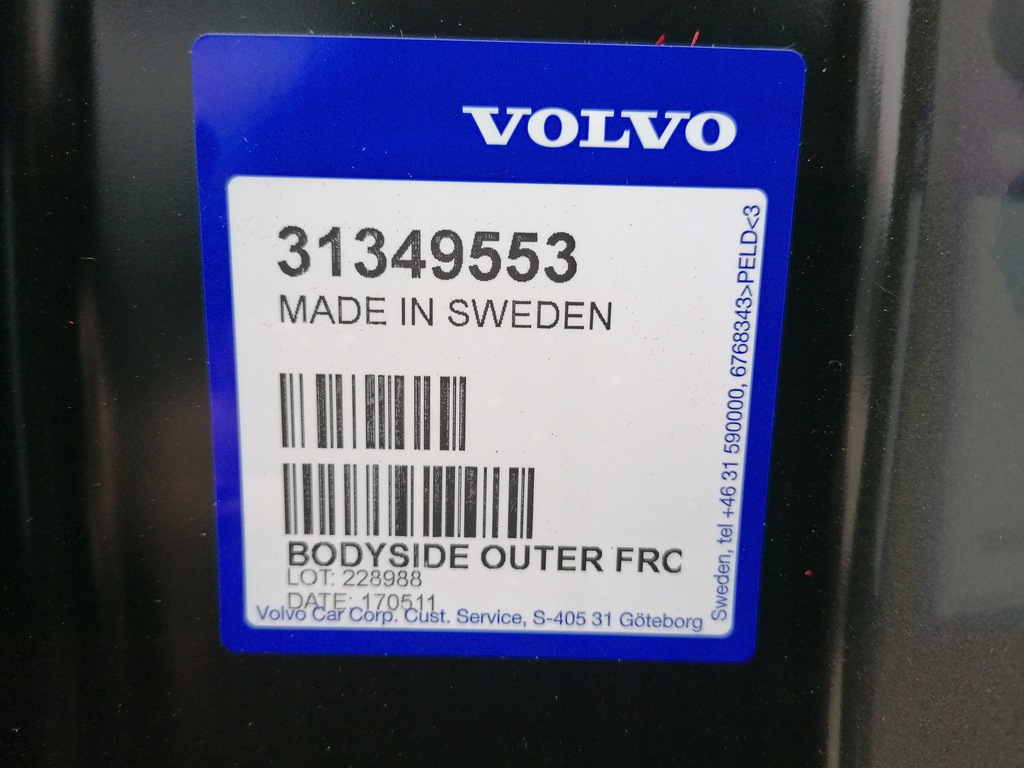 VOLVO
31349553
MADE IN SWEDEN
BODYSIDE OUTER FRC
LOT: 228988
DATE: 170511
Volvo Car Corp. Cust. Service, S-405 31 Göteborg
Sweden, tel +46 31 590000, 6768343>PELD<3